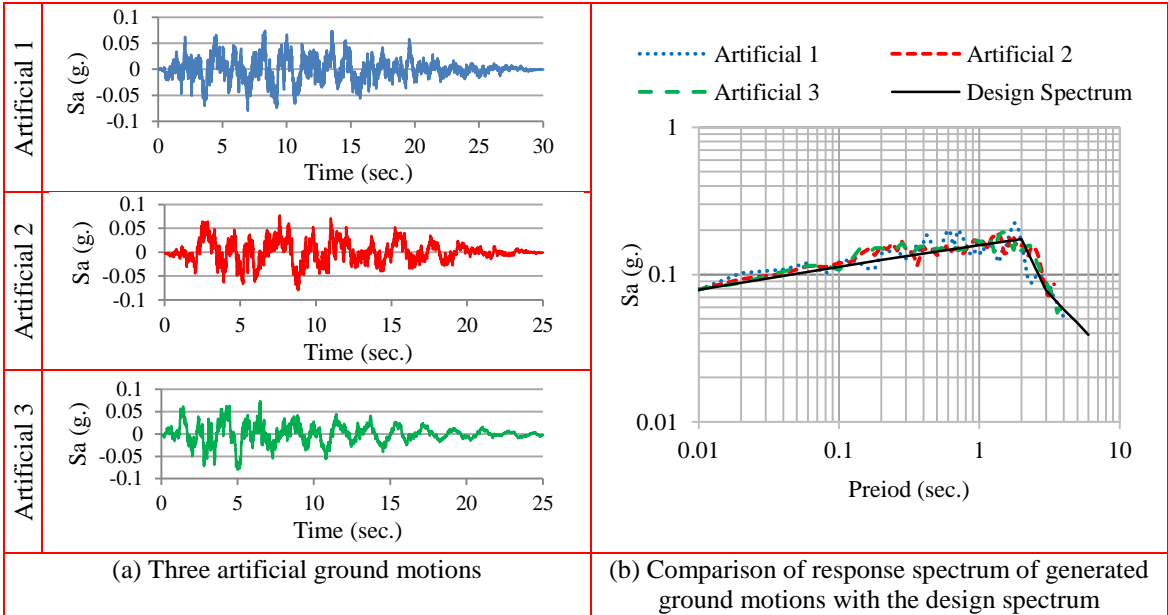 Artificial 1
Sa (g.)
0.1
0.05
0
-0.05
-0.1
0 5 10 15 20 25 30
Time (sec.)
Artificial 2
Sa (g.)
0.1
0.05
0
-0.05
-0.1
0 5 10 15 20 25
Time (sec.)
Artificial 3
Sa (g.)
0.1
0.05
0
-0.05
-0.1
0 5 10 15 20 25
Time (sec.)
(a) Three artificial ground motions
Artificial 1 Artificial 2
Artificial 3 Design Spectrum
Sa (g.)
1
0.1
0.01
0.01 0.1 1 10
Preiod (sec.)
(b) Comparison of response spectrum of generated
ground motions with the design spectrum